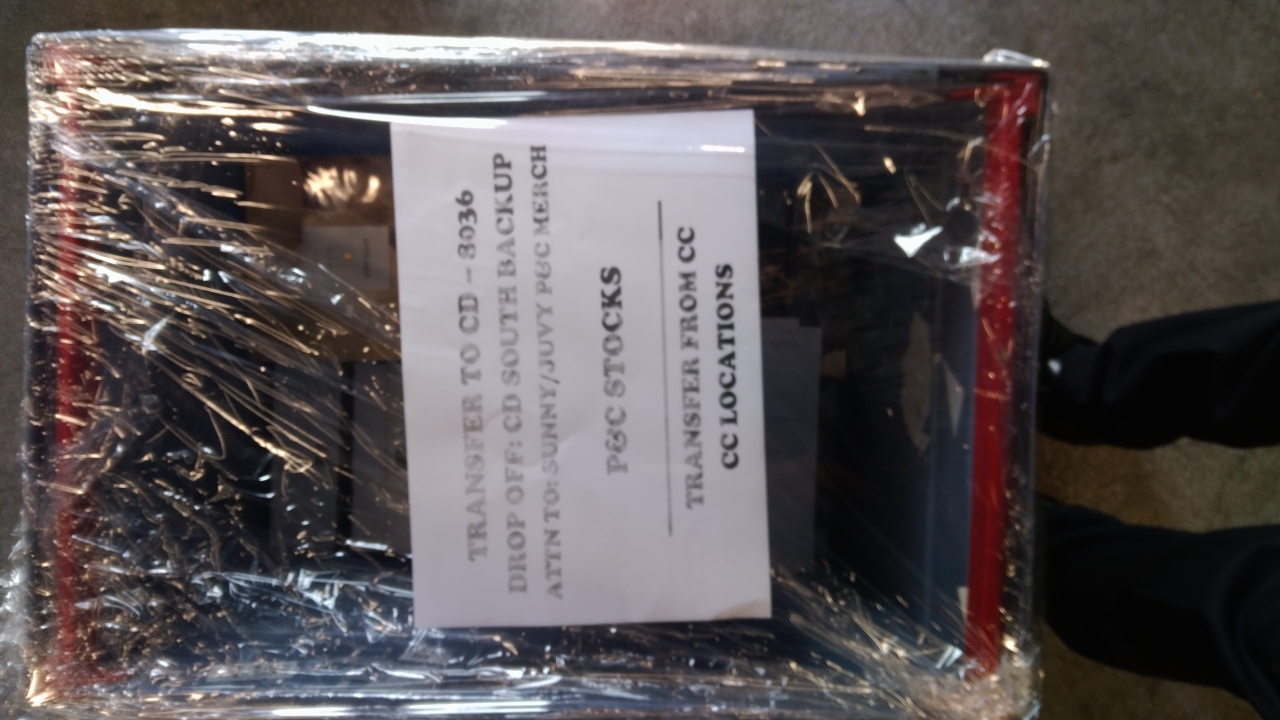 TRANSFER TO CD - 8036
DROP OFF: CD SOUTH BACKUP
ATTN TO: SUNNY/JUVY P&C MERCH
P&C STOCKS
TRANSFER FROM CC
CC LOCATIONS